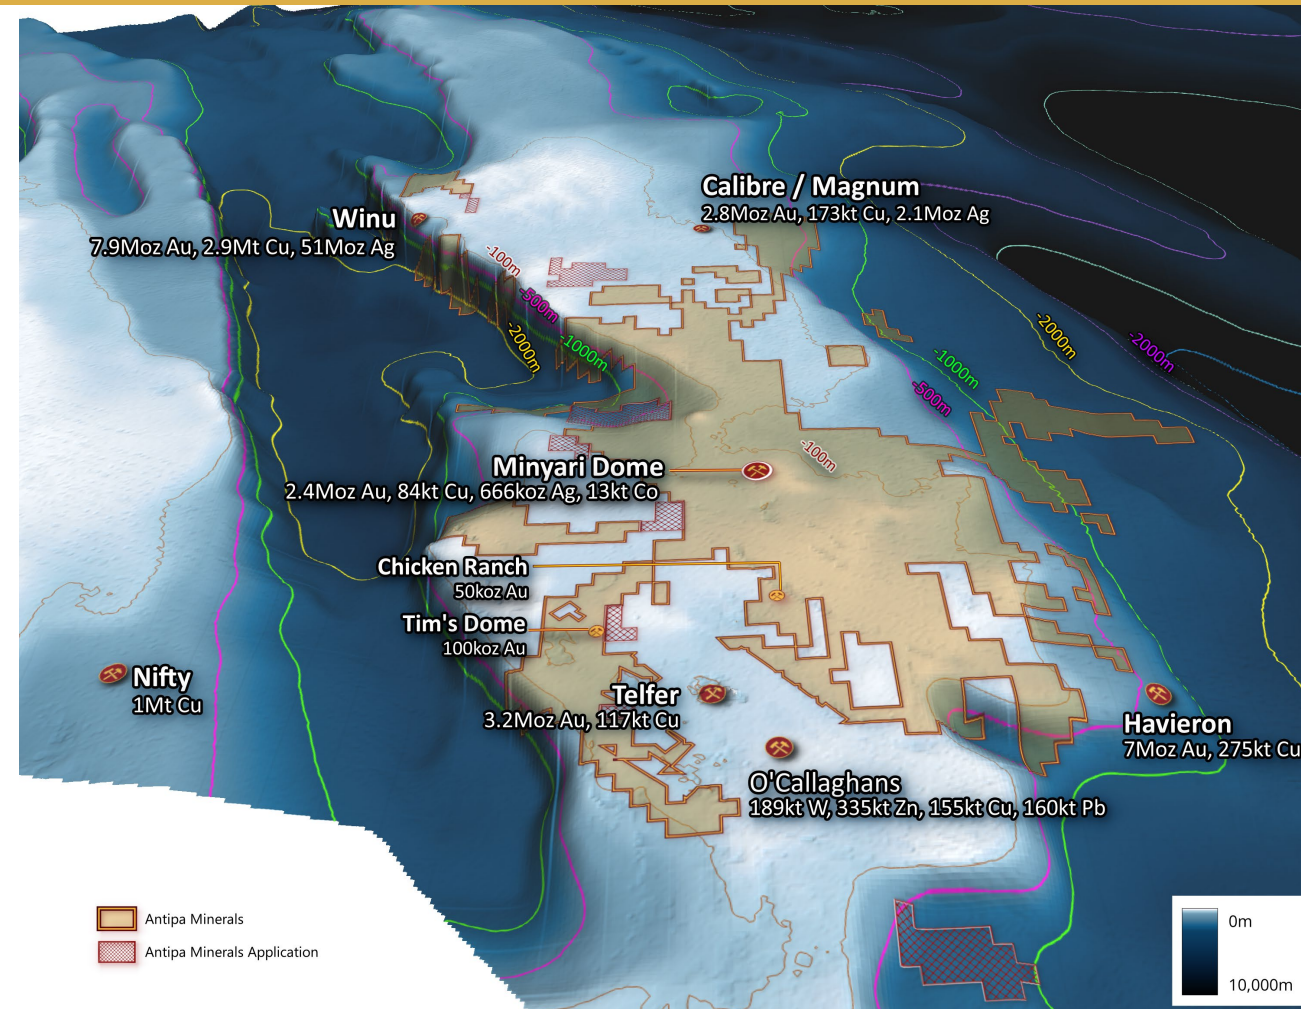 Calibre / Magnum
2.8Moz Au, 173kt Cu, 2.1Moz Ag
Winu
7.9Moz Au, 2.9Mt Cu, 51Moz Ag
-100m
-500m
-2000m
-1000m
-2000m
-2000m
-1000m
-500m
-100m
Minyari Dome
2.4Moz Au, 84kt Cu, 666koz Ag, 13kt Co
Chicken Ranch
50koz Au
Tim's Dome
100koz Au
Nifty
1Mt Cu
Telfer
3.2Moz Au, 117kt Cu
Havieron
7Moz Au, 275kt Cu
O'Callaghans
189kt W, 335kt Zn, 155kt Cu, 160kt Pb
Antipa Minerals
Antipa Minerals Application
0m
10,000m